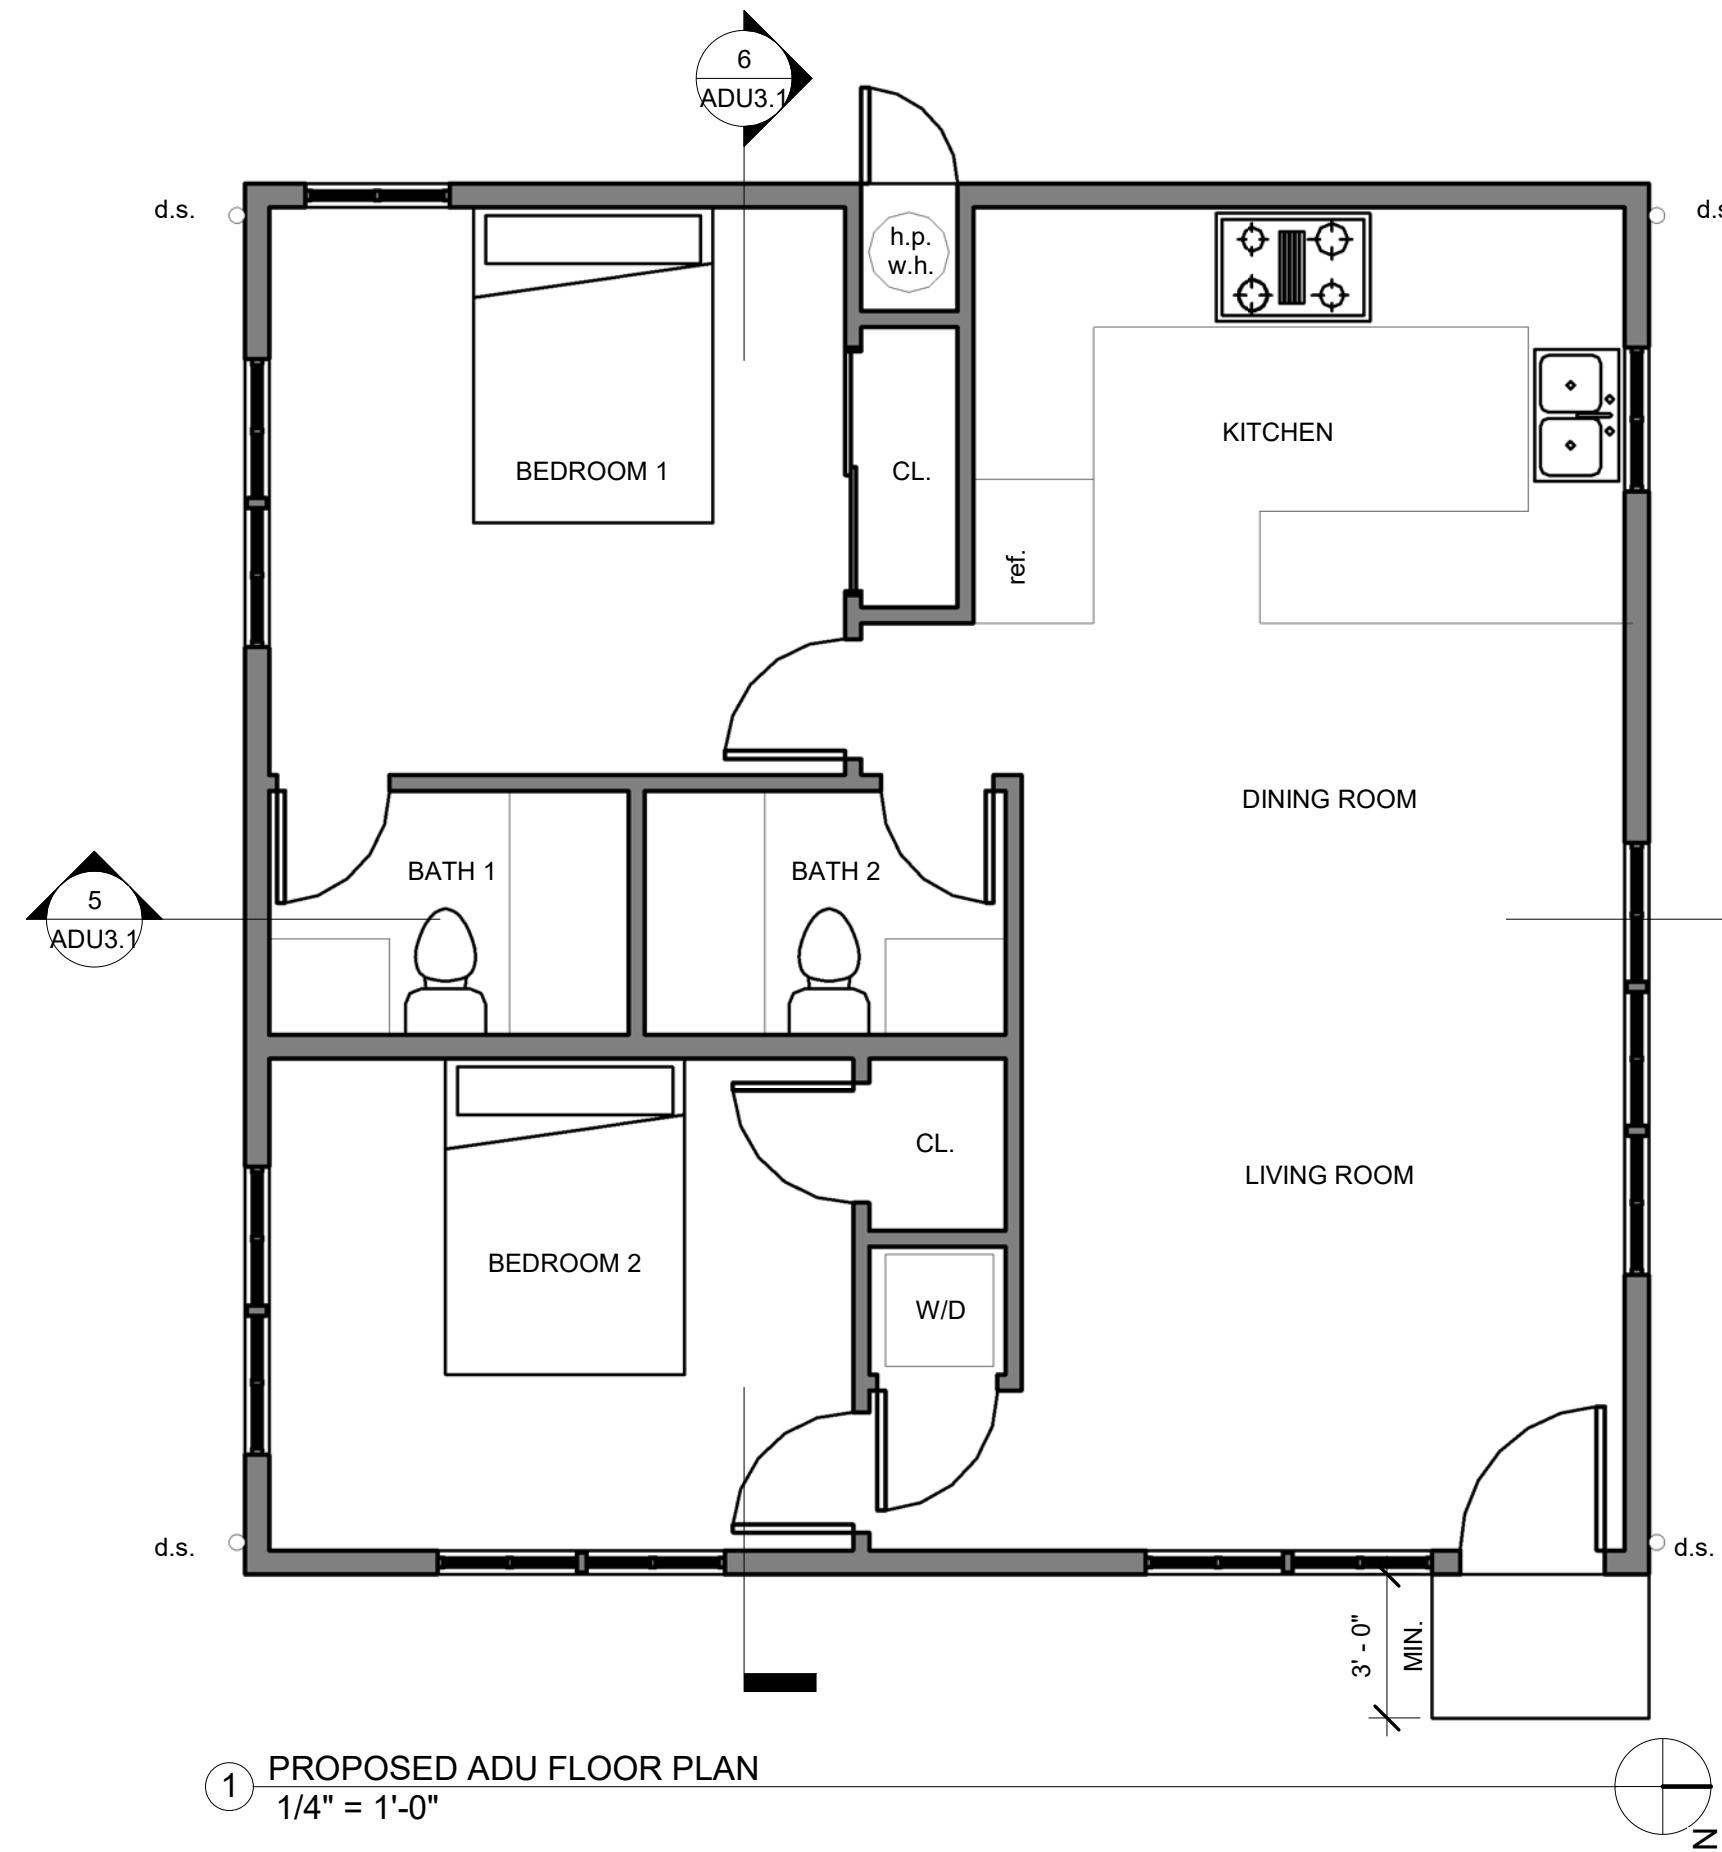 6
ADU3.1
d.s.
h.p.
w.h.
BEDROOM 1
CL.
KITCHEN
ref.
DINING ROOM
BATH 1
BATH 2
5
ADU3.1
CL.
LIVING ROOM
BEDROOM 2
W/D
d.s.
d.s.
3' - 0"
MIN.
1
PROPOSED ADU FLOOR PLAN
1/4" = 1'-0"
N